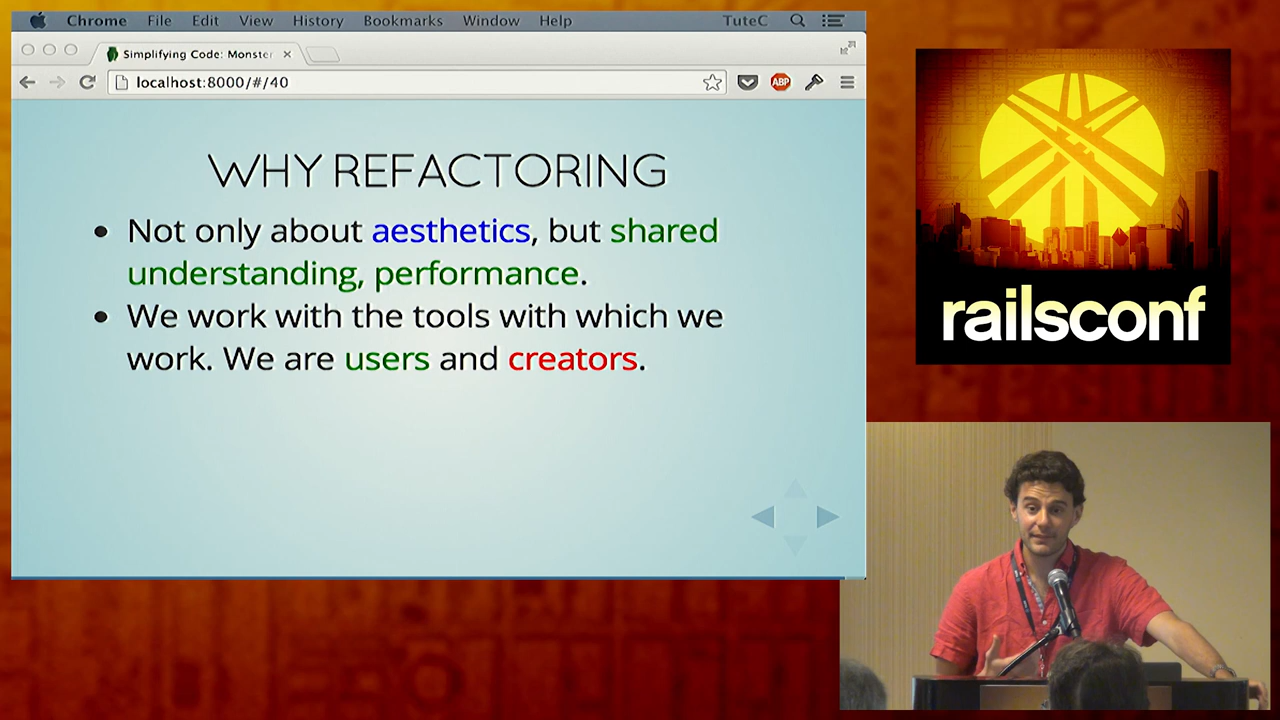 Chrome File Edit View History Bookmarks Window Help TuteC
Simplifying Code: Monster
localhost:8000/#/40
ABP
WHY REFACTORING
• Not only about aesthetics, but shared
understanding, performance.
• We work with the tools with which we
work. We are users and creators.
railsconf